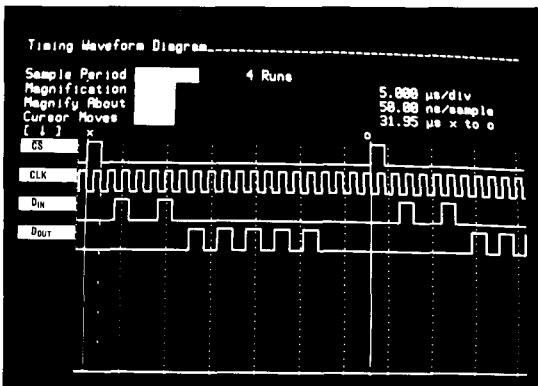 Timing Waveform Diagram
Sample Period 4 Runs
Magnification 5.000 µs/div
Magnify About 50.00 ns/sample
Cursor Moves 31.95 µs x to o
[ ↓ ] x o
CS
CLK
DIN
DOUT